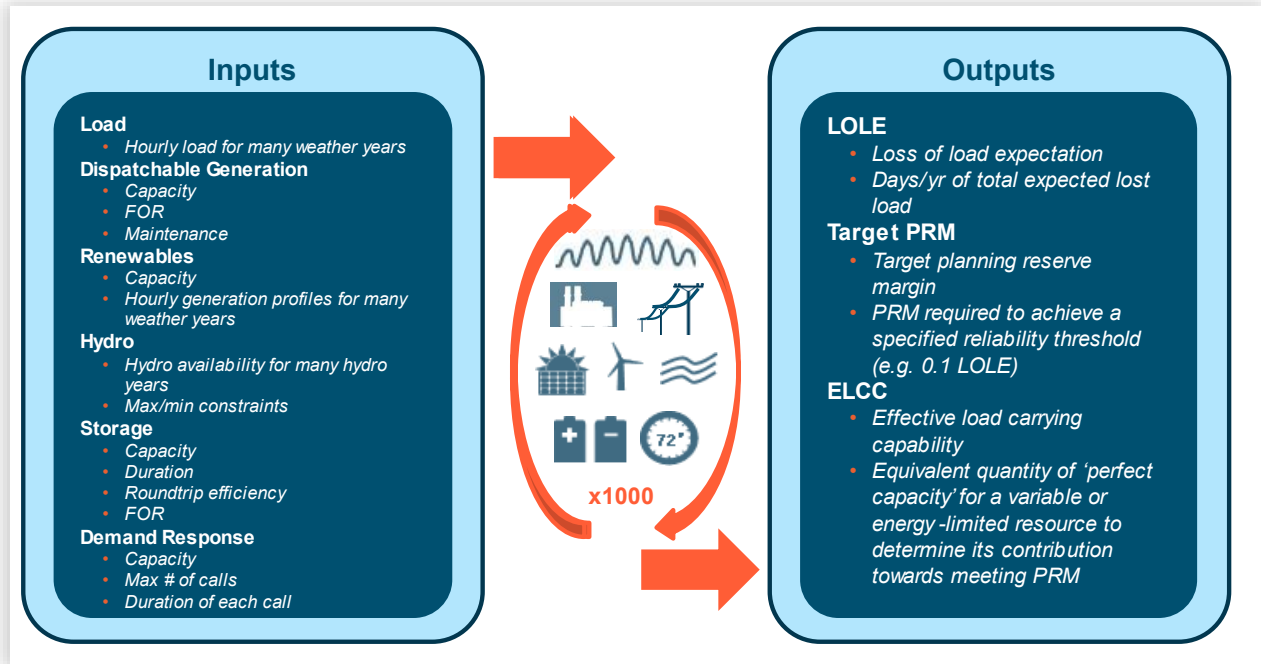 Inputs
Load
• Hourly load for many weather years
Dispatchable Generation
• Capacity
• FOR
• Maintenance
Renewables
• Capacity
• Hourly generation profiles for many
weather years
Hydro
• Hydro availability for many hydro
years
• Max/min constraints
Storage
• Capacity
• Duration
• Roundtrip efficiency
• FOR
Demand Response
• Capacity
• Max # of calls
• Duration of each call
72°
x1000
Outputs
LOLE
• Loss of load expectation
• Days/yr of total expected lost
load
Target PRM
• Target planning reserve
margin
• PRM required to achieve a
specified reliability threshold
(e.g. 0.1 LOLE)
ELCC
• Effective load carrying
capability
• Equivalent quantity of ‘perfect
capacity’ for a variable or
energy-limited resource to
determine its contribution
towards meeting PRM